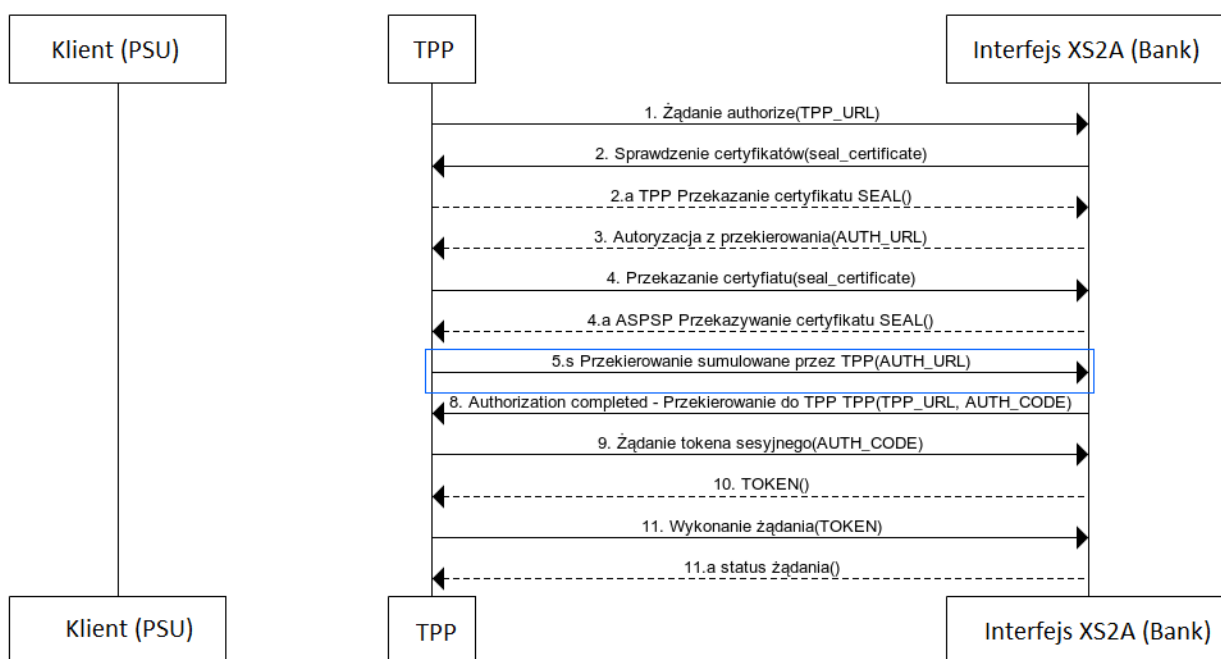 Klient (PSU)
TPP
Interfejs XS2A (Bank)
1. Żądanie authorize(TPP_URL)
2. Sprawdzenie certyfikatów(seal_certificate)
2.a TPP Przekazanie certyfikatu SEAL()
3. Autoryzacja z przekierowania(AUTH_URL)
4. Przekazanie certyfiatu(seal_certificate)
4.a ASPSP Przekazywanie certyfikatu SEAL()
5.s Przekierowanie sumulowane przez TPP(AUTH_URL)
8. Authorization completed - Przekierowanie do TPP TPP(TPP_URL, AUTH_CODE)
9. Żądanie tokena sesyjnego(AUTH_CODE)
10. TOKEN()
11. Wykonanie żądania(TOKEN)
11.a status żądania()
Klient (PSU)
TPP
Interfejs XS2A (Bank)